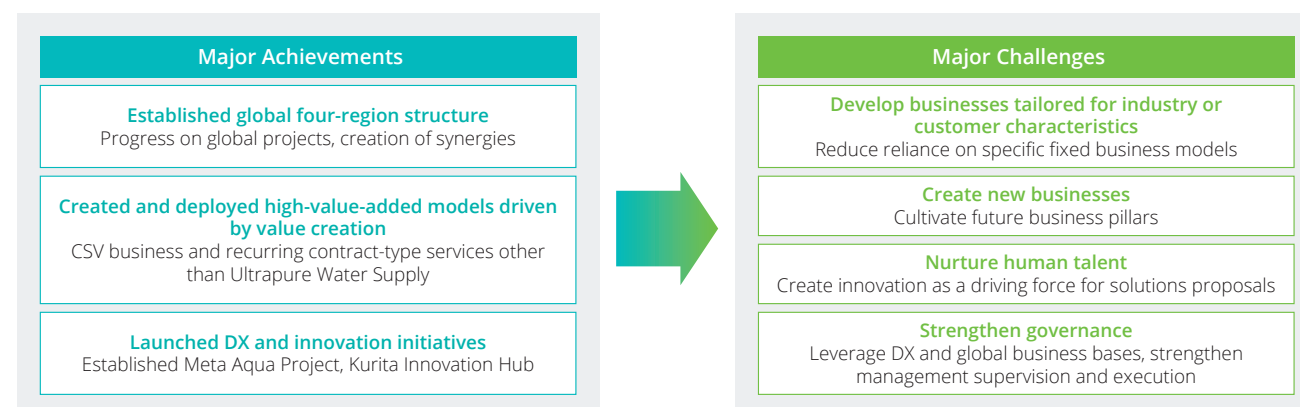 Major Achievements
Established global four-region structure
Progress on global projects, creation of synergies
Created and deployed high-value-added models driven
by value creation
CSV business and recurring contract-type services other
than Ultrapure Water Supply
Launched DX and innovation initiatives
Established Meta Aqua Project, Kurita Innovation Hub
Major Challenges
Develop businesses tailored for industry or
customer characteristics
Reduce reliance on specific fixed business models
Create new businesses
Cultivate future business pillars
Nurture human talent
Create innovation as a driving force for solutions proposals
Strengthen governance
Leverage DX and global business bases, strengthen
management supervision and execution